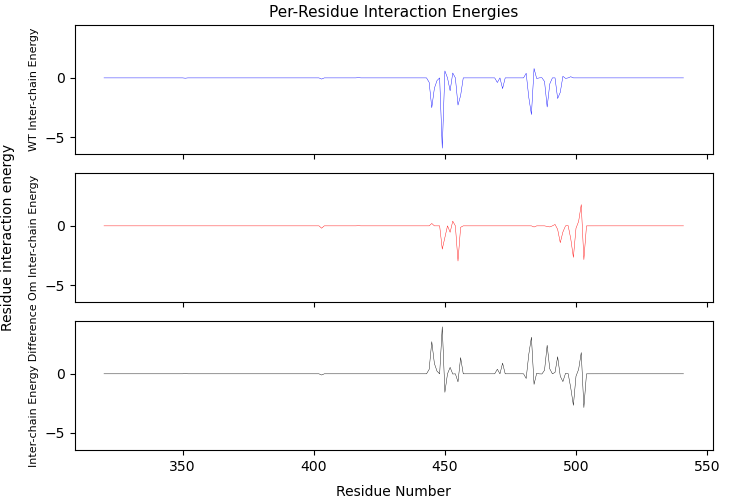 Per-Residue Interaction Energies
Residue interaction energy
WT Inter-chain Energy
0
−5
Om Inter-chain Energy
0
−5
Inter-chain Energy Difference
0
−5
350
400
450
500
550
Residue Number